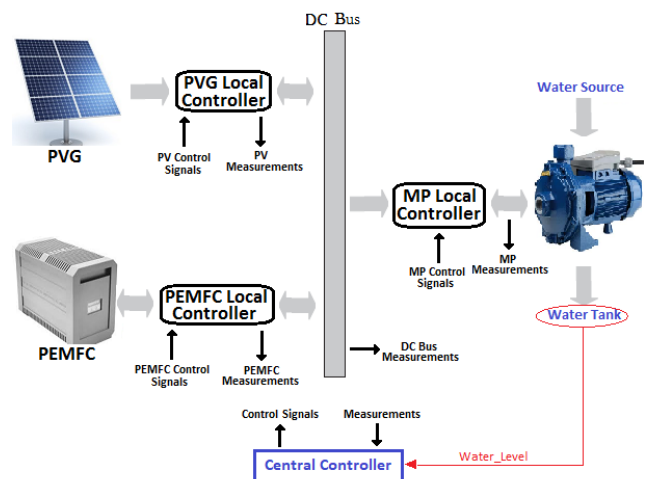 DC Bus
PVG Local
Controller
PVG
PV Control
Signals
PV
Measurements
Water Source
MP Local
Controller
MP Control
Signals
MP
Measurements
PEMFC Local
Controller
PEMFC
PEMFC Control
Signals
PEMFC
Measurements
Water Tank
DC Bus
Measurements
Control Signals
Measurements
Central Controller
Water_Level